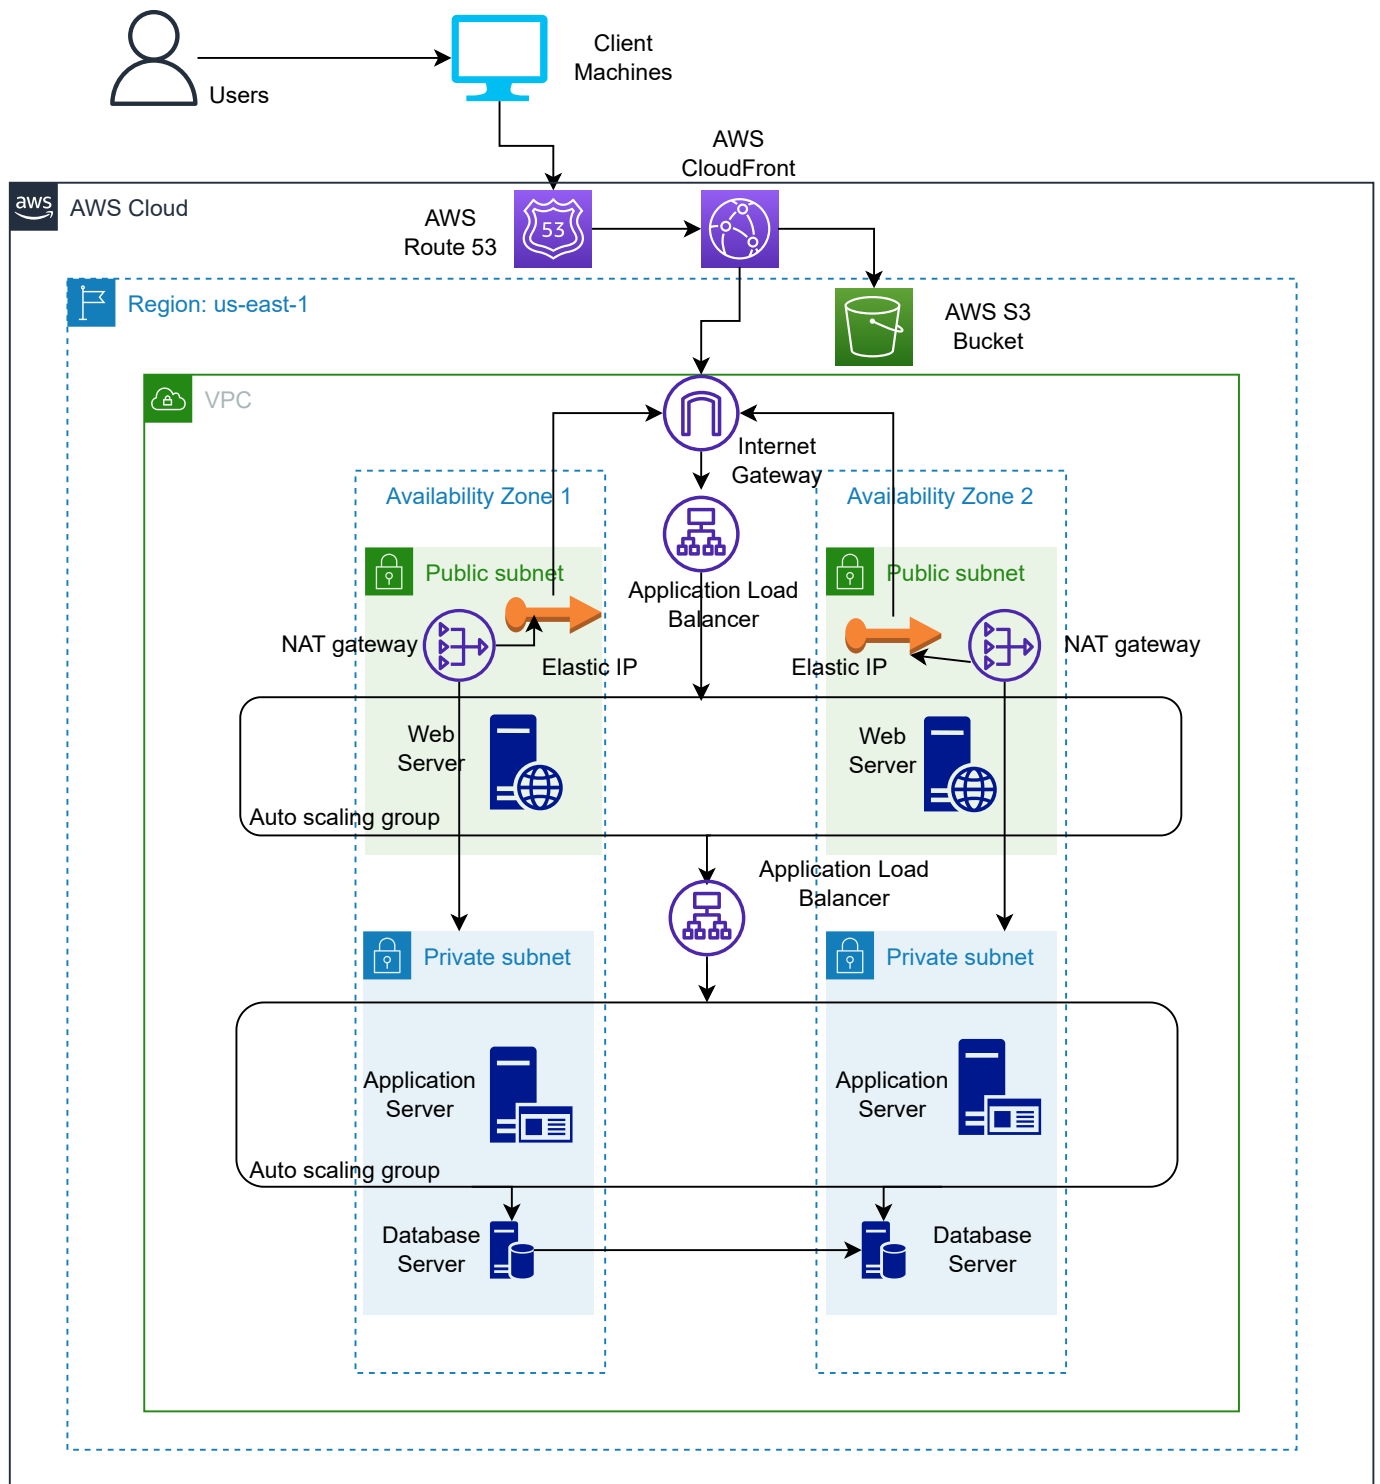 Users
Client
Machines
AWS
CloudFront
aws
AWS Cloud
AWS
Route 53
53
Region: us-east-1
AWS S3
Bucket
VPC
Internet
Gateway
Availability Zone 1
Availability Zone 2
Public subnet
Public subnet
Application Load
Balancer
NAT gateway
Elastic IP
Elastic IP
NAT gateway
Web
Server
Web
Server
Auto scaling group
Application Load
Balancer
Private subnet
Private subnet
Application
Server
Application
Server
Auto scaling group
Database
Server
Database
Server